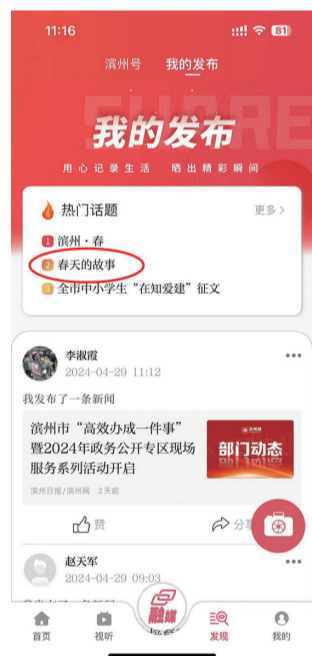 11:16
81
滨州号 我的发布
SHARE
我的发布
用心记录生活 晒出精彩瞬间
热门话题 更多>
1 滨州·春
2 春天的故事
3 全市中小学生“在知爱建”征文
李淑霞
2024-04-29 11:12
我发布了一条新闻
滨州市“高效办成一件事”
暨2024年政务公开专区现场
服务系列活动开启
部门动态
滨州日报/滨州网 2天前
赞 分享
赵天军
2024-04-29 09:03
融媒
首页 视听 发现 我的